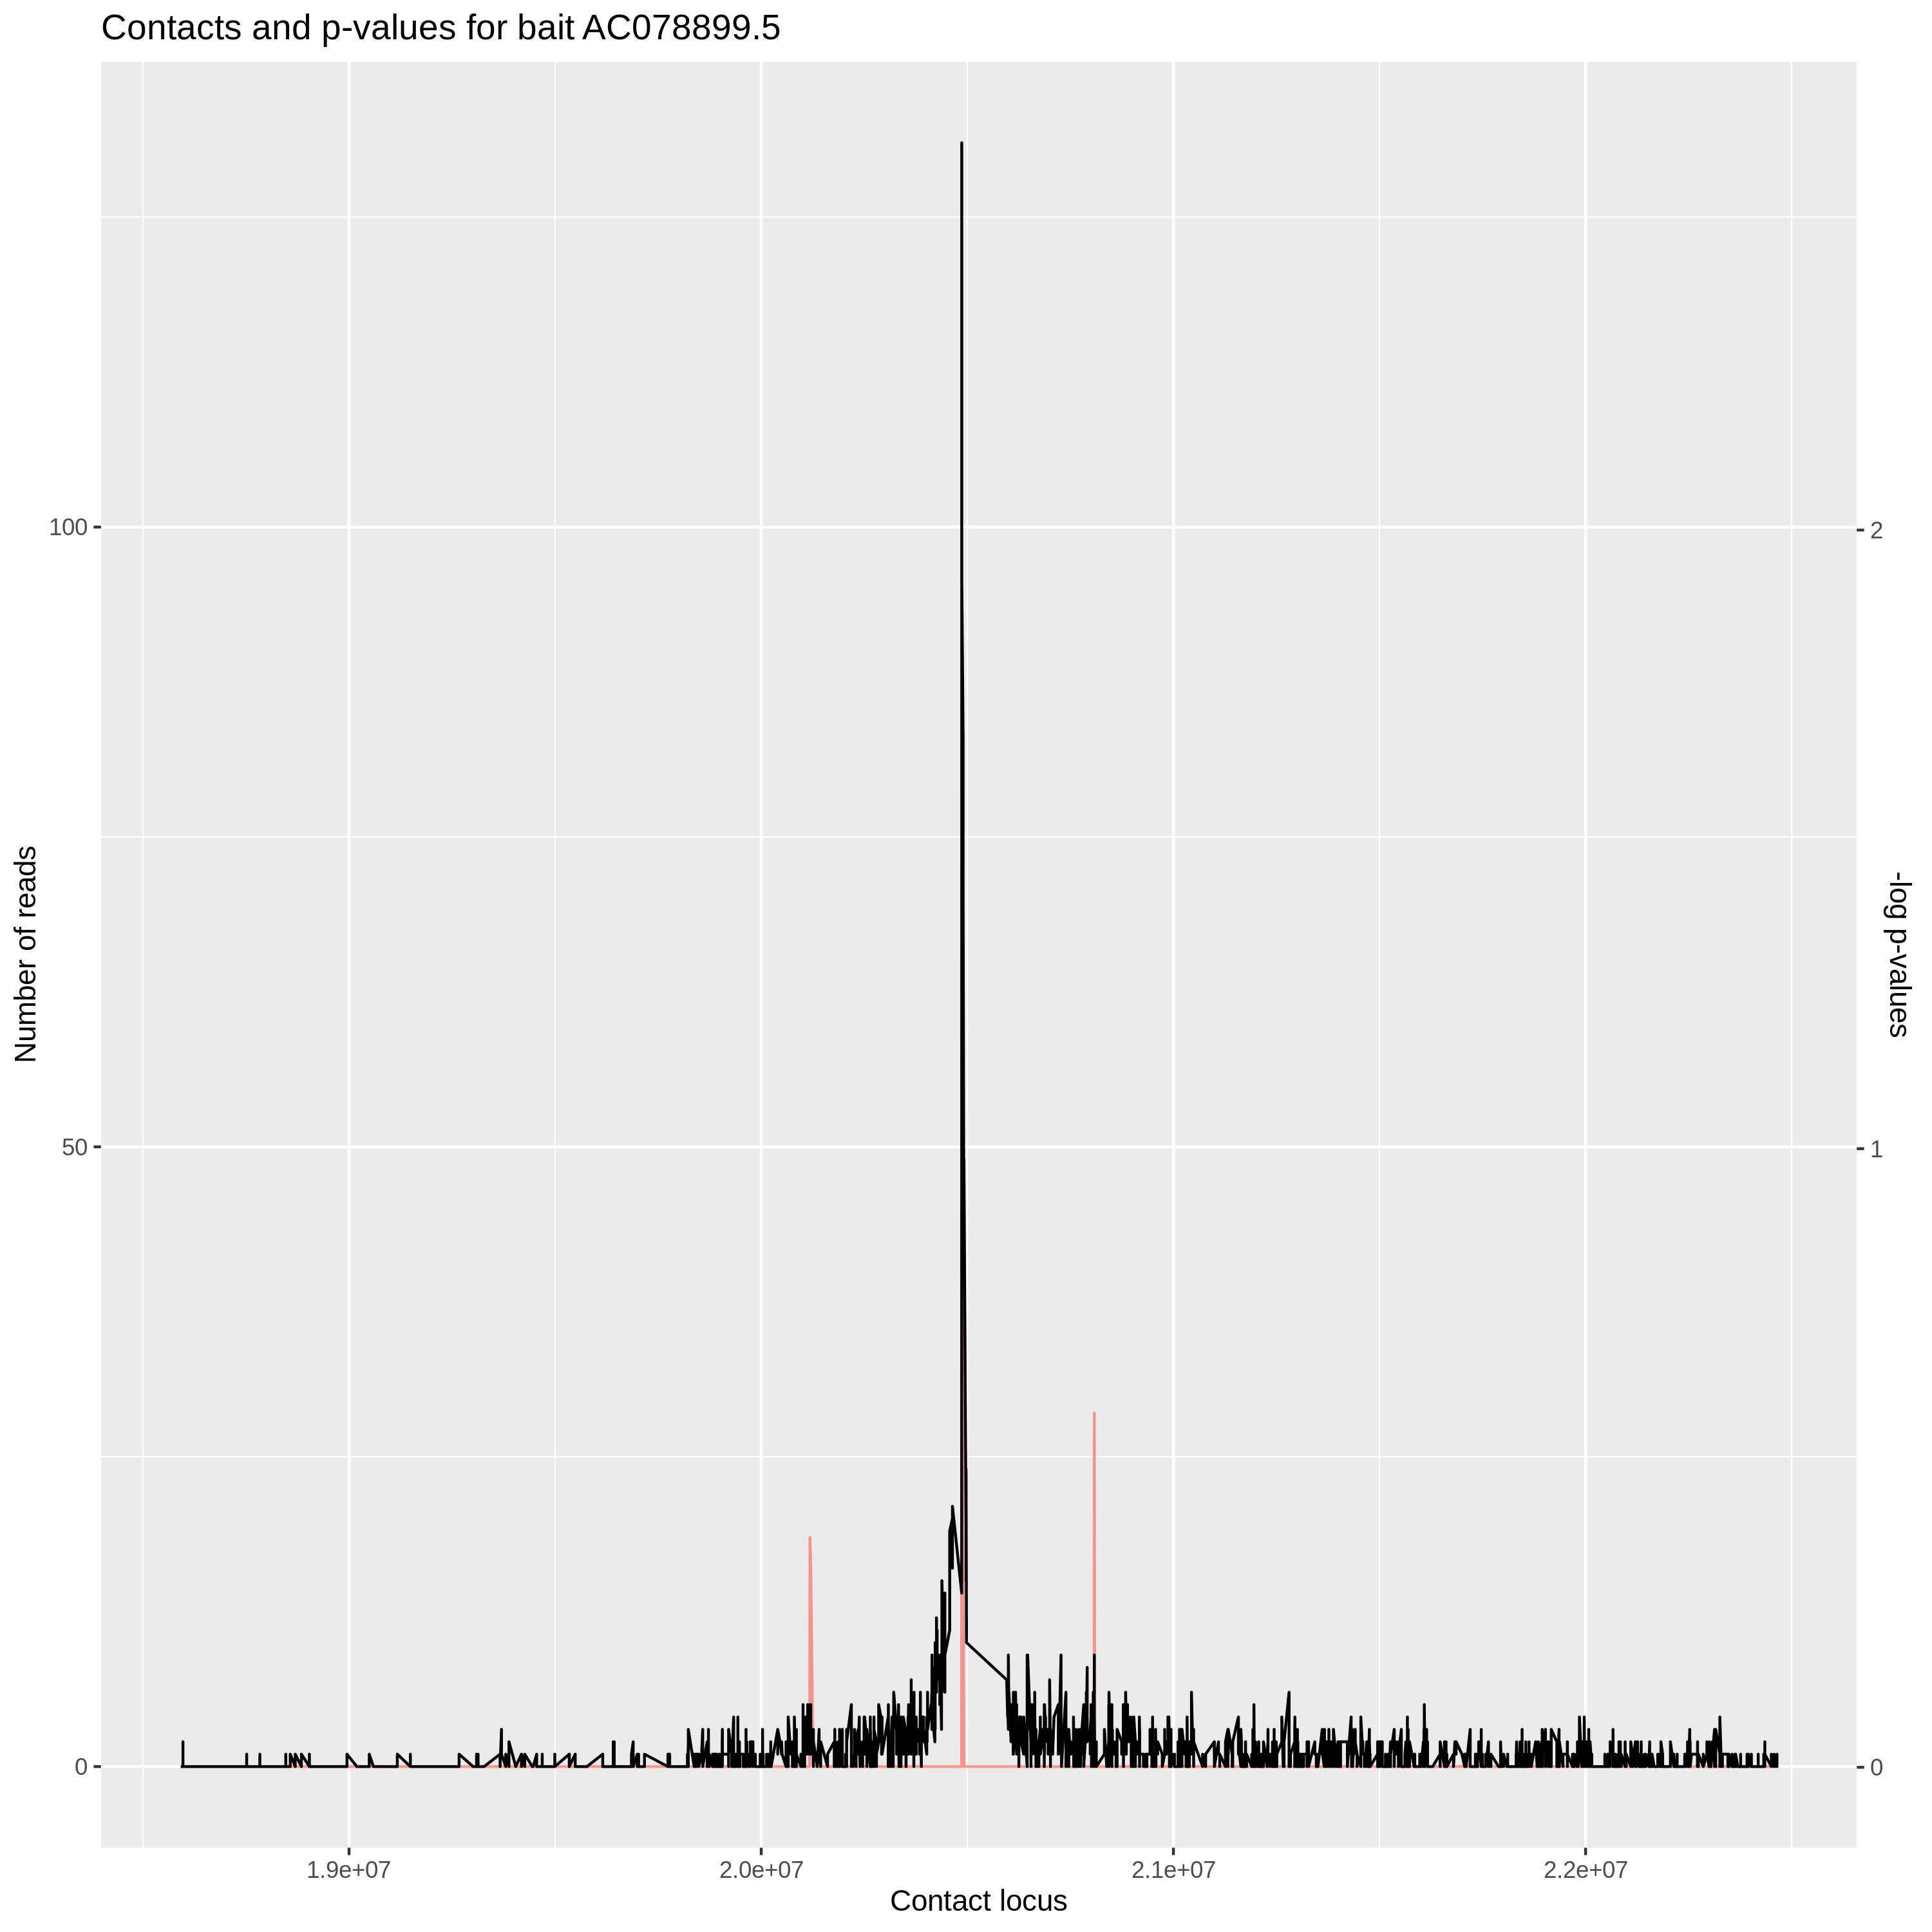 Contacts and p-values for bait AC078899.5
Number of reads
100
50
0
2
1
0
-log p-values
1.9e+07 2.0e+07 2.1e+07 2.2e+07
Contact locus